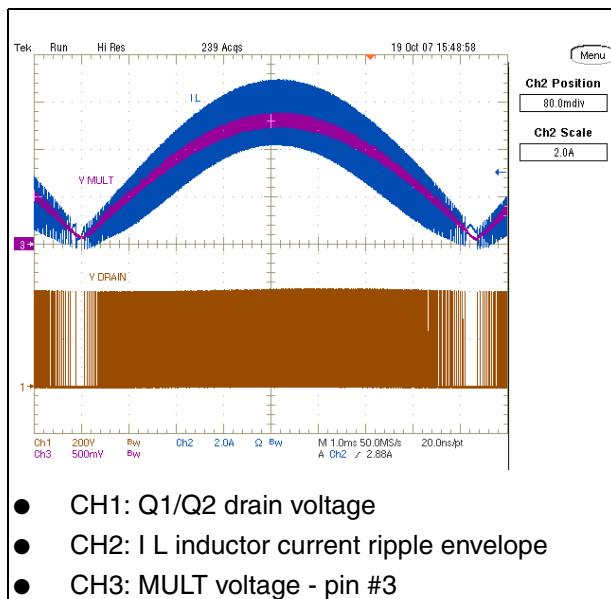 Tek Run Hi Res 239 Acqs 19 Oct 07 15:48:58
Menu
Ch2 Position
80.0mdiv
Ch2 Scale
2.0A
I L
V MULT
3
V DRAIN
1
Ch1 200V Bw Ch2 2.0A Ω Bw M 1.0ms 50.0MS/s 20.0ns/pt
Ch3 500mV Bw A Ch2 ∕ 2.88A
● CH1: Q1/Q2 drain voltage
● CH2: I L inductor current ripple envelope
● CH3: MULT voltage - pin #3